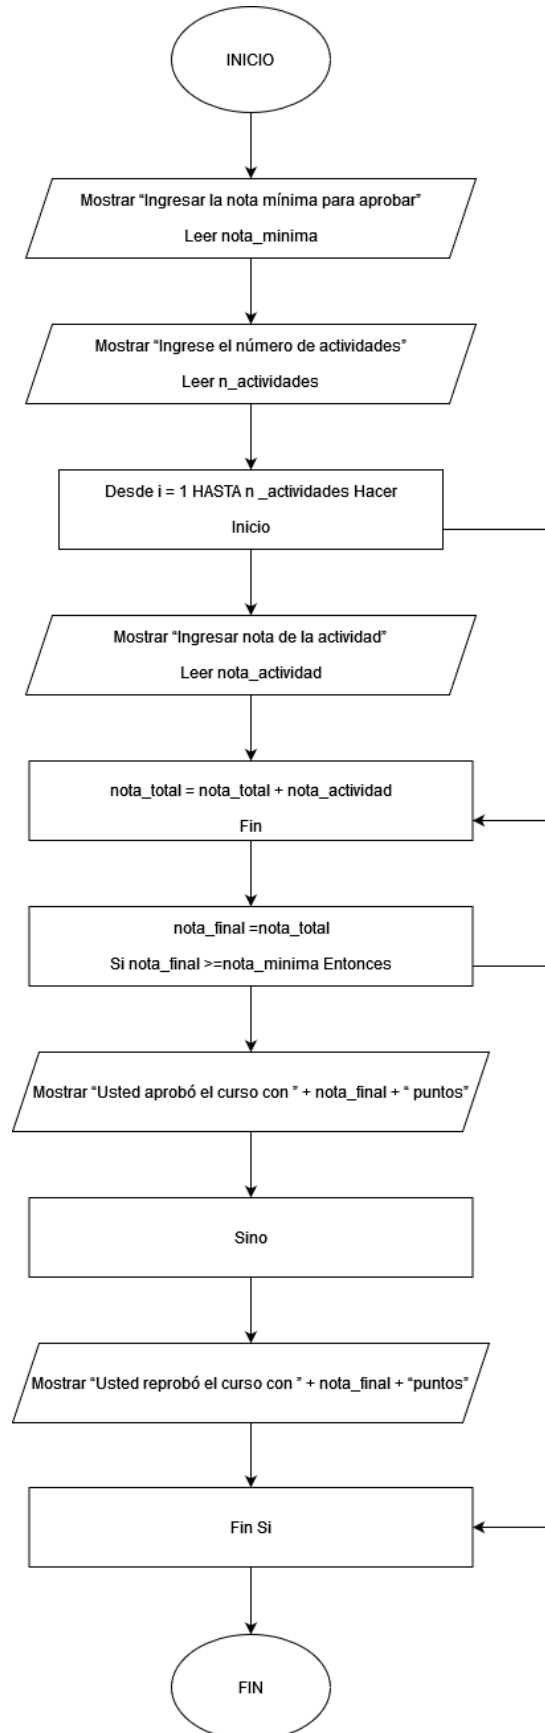 INICIO
Mostrar “Ingresar la nota mínima para aprobar”
Leer nota_minima
Mostrar “Ingrese el número de actividades”
Leer n_actividades
Desde i = 1 HASTA n _actividades Hacer
Inicio
Mostrar “Ingresar nota de la actividad”
Leer nota_actividad
nota_total = nota_total + nota_actividad
Fin
nota_final =nota_total
Si nota_final >=nota_minima Entonces
Mostrar “Usted aprobó el curso con ” + nota_final + “ puntos”
Sino
Mostrar “Usted reprobó el curso con ” + nota_final + “puntos”
Fin Si
FIN